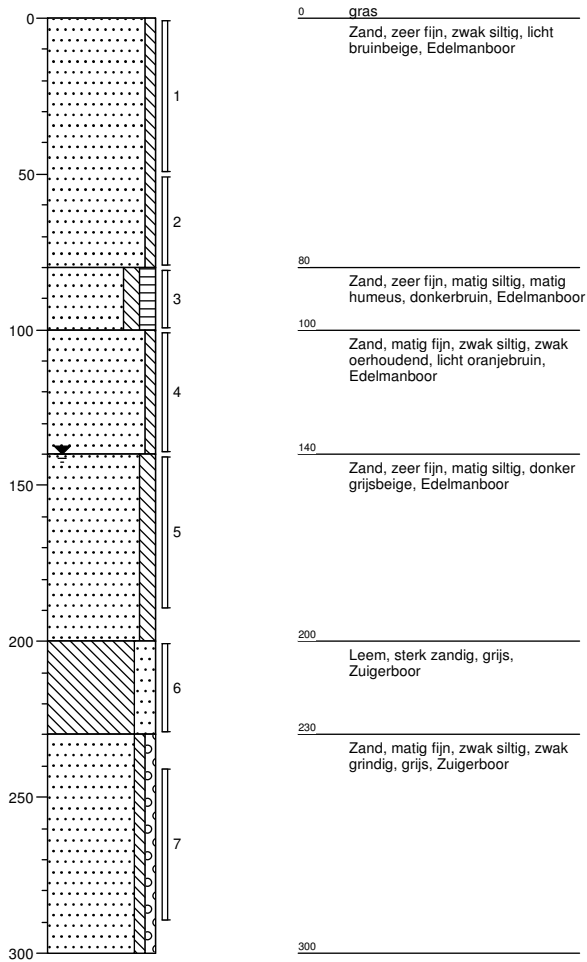 0
50
100
150
200
250
300
1
2
3
4
5
6
7
0 gras
Zand, zeer fijn, zwak siltig, licht
bruinbeige, Edelmanboor
80
Zand, zeer fijn, matig siltig, matig
humeus, donkerbruin, Edelmanboor
100
Zand, matig fijn, zwak siltig, zwak
oerhoudend, licht oranjebruin,
Edelmanboor
140
Zand, zeer fijn, matig siltig, donker
grijsbeige, Edelmanboor
200
Leem, sterk zandig, grijs,
Zuigerboor
230
Zand, matig fijn, zwak siltig, zwak
grindig, grijs, Zuigerboor
300